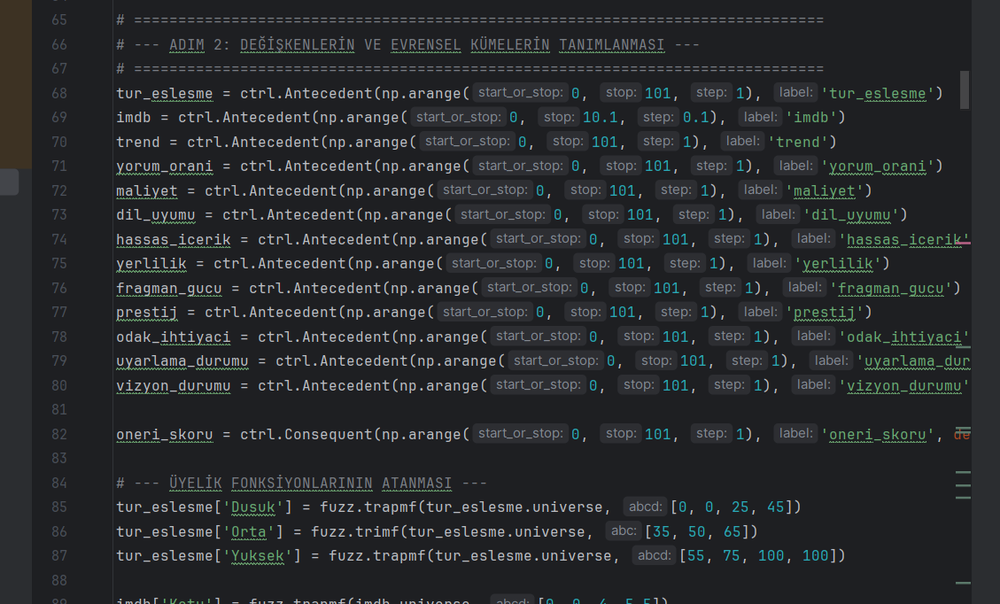 65 # ==============================================================================
66 # --- ADIM 2: DEĞİŞKENLERİN VE EVRENSEL KÜMELERİN TANIMLANMASI ---
67 # ==============================================================================
68 tur_eslesme = ctrl.Antecedent(np.arange( start_or_stop: 0, stop: 101, step: 1), label: 'tur_eslesme')
69 imdb = ctrl.Antecedent(np.arange( start_or_stop: 0, stop: 10.1, step: 0.1), label: 'imdb')
70 trend = ctrl.Antecedent(np.arange( start_or_stop: 0, stop: 101, step: 1), label: 'trend')
71 yorum_orani = ctrl.Antecedent(np.arange( start_or_stop: 0, stop: 101, step: 1), label: 'yorum_orani')
72 maliyet = ctrl.Antecedent(np.arange( start_or_stop: 0, stop: 101, step: 1), label: 'maliyet')
73 dil_uyumu = ctrl.Antecedent(np.arange( start_or_stop: 0, stop: 101, step: 1), label: 'dil_uyumu')
74 hassas_icerik = ctrl.Antecedent(np.arange( start_or_stop: 0, stop: 101, step: 1), label: 'hassas_icerik'
75 yerlilik = ctrl.Antecedent(np.arange( start_or_stop: 0, stop: 101, step: 1), label: 'yerlilik')
76 fragman_gucu = ctrl.Antecedent(np.arange( start_or_stop: 0, stop: 101, step: 1), label: 'fragman_gucu')
77 prestij = ctrl.Antecedent(np.arange( start_or_stop: 0, stop: 101, step: 1), label: 'prestij')
78 odak_ihtiyaci = ctrl.Antecedent(np.arange( start_or_stop: 0, stop: 101, step: 1), label: 'odak_ihtiyaci'
79 uyarlama_durumu = ctrl.Antecedent(np.arange( start_or_stop: 0, stop: 101, step: 1), label: 'uyarlama_dur
80 vizyon_durumu = ctrl.Antecedent(np.arange( start_or_stop: 0, stop: 101, step: 1), label: 'vizyon_durumu'
81
82 oneri_skoru = ctrl.Consequent(np.arange( start_or_stop: 0, stop: 101, step: 1), label: 'oneri_skoru', de
83
84 # --- ÜYELİK FONKSİYONLARININ ATANMASI ---
85 tur_eslesme['Dusuk'] = fuzz.trapmf(tur_eslesme.universe, abcd: [0, 0, 25, 45])
86 tur_eslesme['Orta'] = fuzz.trimf(tur_eslesme.universe, abc: [35, 50, 65])
87 tur_eslesme['Yuksek'] = fuzz.trapmf(tur_eslesme.universe, abcd: [55, 75, 100, 100])
88
89 imdb['Kotu'] = fuzz.trapmf(imdb.universe, abcd: [0, 0, 4, 5.5])